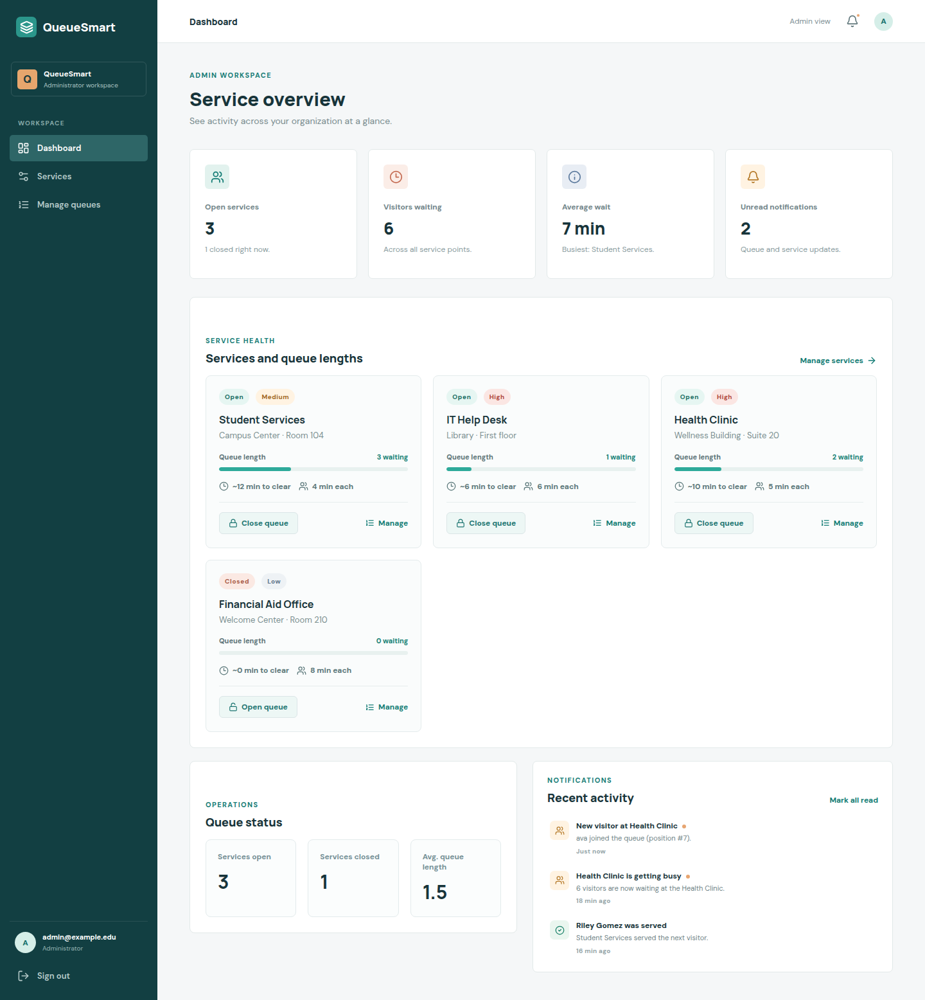 QueueSmart
Q
QueueSmart
Administrator workspace
WORKSPACE
Dashboard
Services
Manage queues
A
admin@example.edu
Administrator
Sign out
Dashboard
Admin view
A
ADMIN WORKSPACE
Service overview
See activity across your organization at a glance.
Open services
3
1 closed right now.
Visitors waiting
6
Across all service points.
Average wait
7 min
Busiest: Student Services.
Unread notifications
2
Queue and service updates.
SERVICE HEALTH
Services and queue lengths
Manage services
Open Medium
Student Services
Campus Center · Room 104
Queue length 3 waiting
~12 min to clear 4 min each
Close queue Manage
Open High
IT Help Desk
Library · First floor
Queue length 1 waiting
~6 min to clear 6 min each
Close queue Manage
Open High
Health Clinic
Wellness Building · Suite 20
Queue length 2 waiting
~10 min to clear 5 min each
Close queue Manage
Closed Low
Financial Aid Office
Welcome Center · Room 210
Queue length 0 waiting
~0 min to clear 8 min each
Open queue Manage
OPERATIONS
Queue status
Services open
3
Services closed
1
Avg. queue
length
1.5
NOTIFICATIONS
Recent activity
Mark all read
New visitor at Health Clinic
ava joined the queue (position #7).
Just now
Health Clinic is getting busy
6 visitors are now waiting at the Health Clinic.
18 min ago
Riley Gomez was served
Student Services served the next visitor.
16 min ago